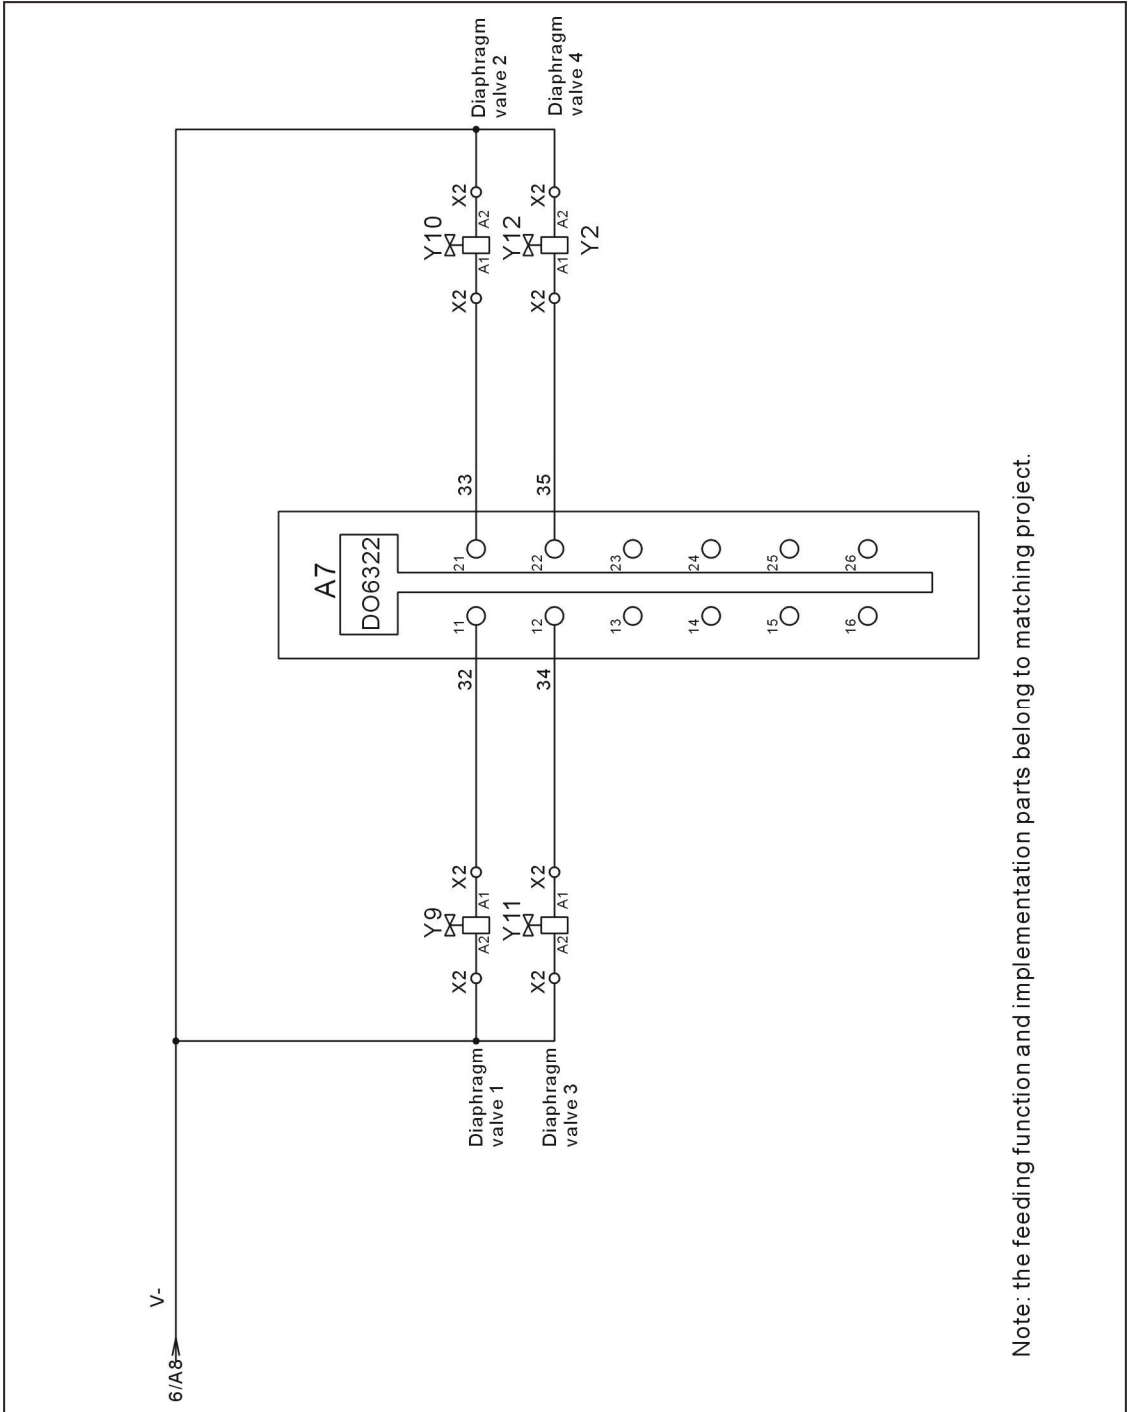 V-
6/A8
A7
DO6322
Y9
Y10
X2
X2
32
11
21
33
X2
X2
A2
A1
A1
A2
Diaphragm
valve 1
Diaphragm
valve 2
Y11
Y12
X2
X2
34
12
22
35
X2
X2
A2
A1
A1
A2
Diaphragm
valve 3
Diaphragm
valve 4
Y2
13
23
14
24
15
25
16
26
Note: the feeding function and implementation parts belong to matching project.